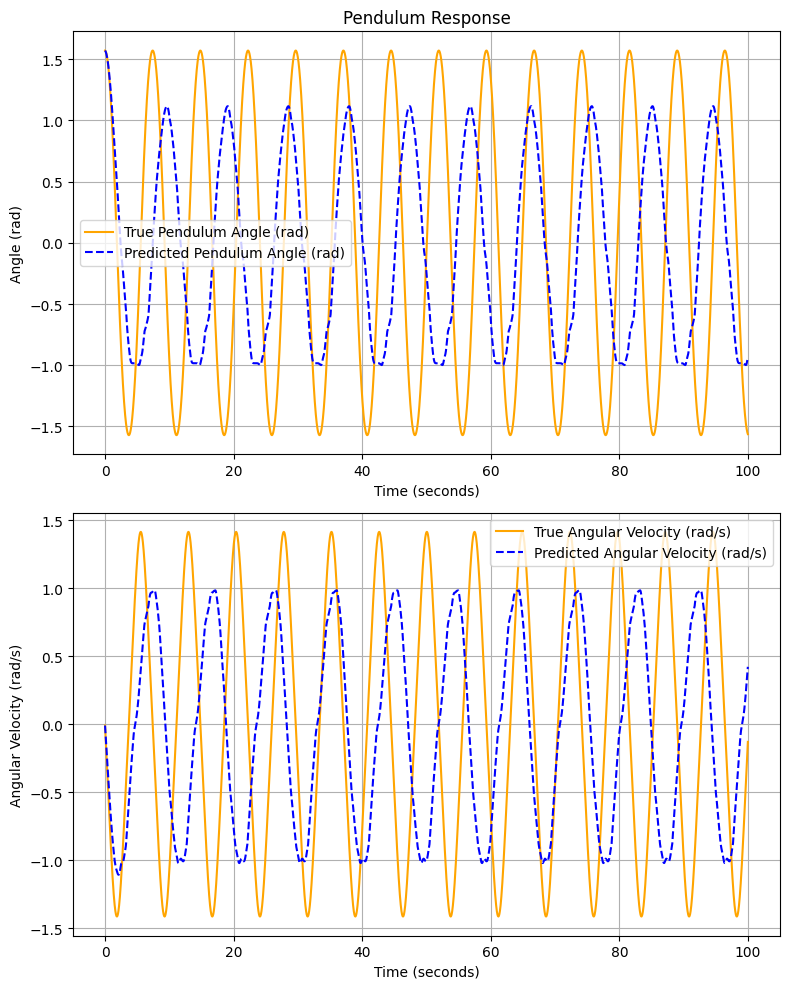 Pendulum Response
1.5
1.0
0.5
0.0
−0.5
−1.0
−1.5
Angle (rad)
True Pendulum Angle (rad)
Predicted Pendulum Angle (rad)
0 20 40 60 80 100
Time (seconds)
1.5
1.0
0.5
0.0
−0.5
−1.0
−1.5
Angular Velocity (rad/s)
True Angular Velocity (rad/s)
Predicted Angular Velocity (rad/s)
0 20 40 60 80 100
Time (seconds)